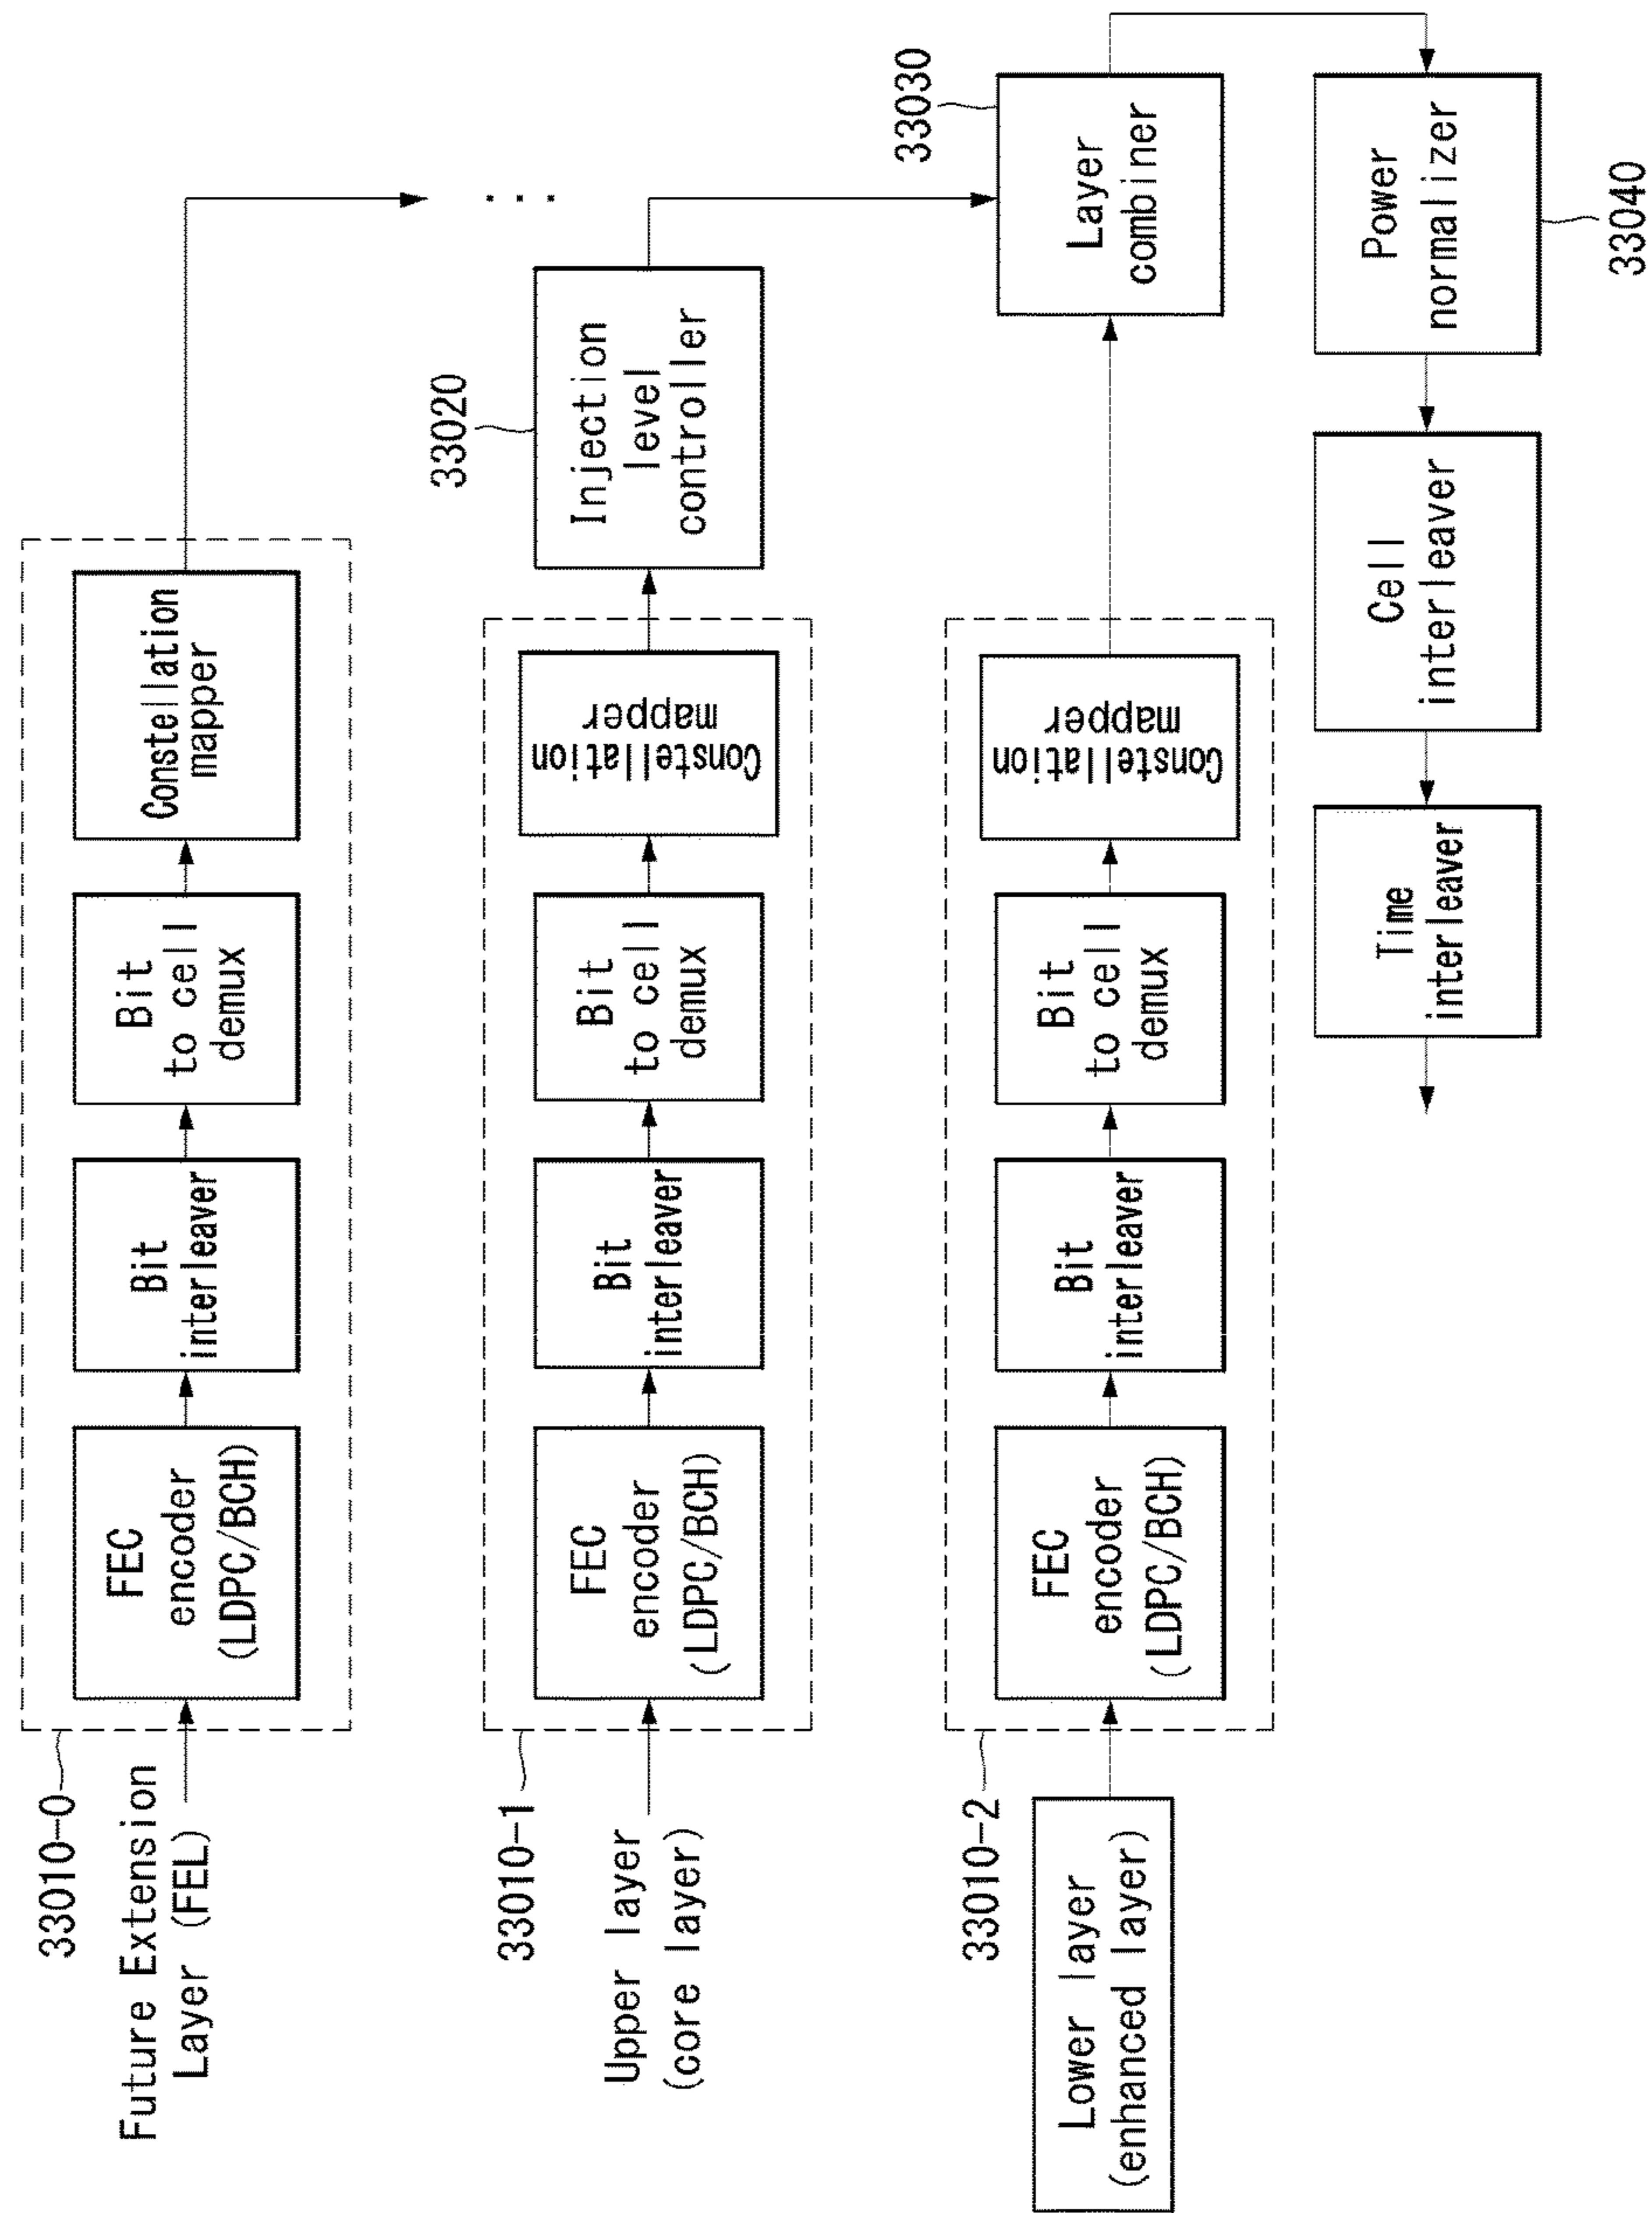 33010-0
Future Extension
Layer (FEL)
FEC
encoder
(LDPC/BCH)
Bit
interleaver
Bit
to cell
demux
Constellation
mapper
. . .
33010-1
Upper layer
(core layer)
FEC
encoder
(LDPC/BCH)
Bit
interleaver
Bit
to cell
demux
Constellation
mapper
33020
Injection
level
controller
33010-2
Lower layer
(enhanced layer)
FEC
encoder
(LDPC/BCH)
Bit
interleaver
Bit
to cell
demux
Constellation
mapper
33030
Layer
combiner
Time
interleaver
Cell
interleaver
Power
normalizer
33040